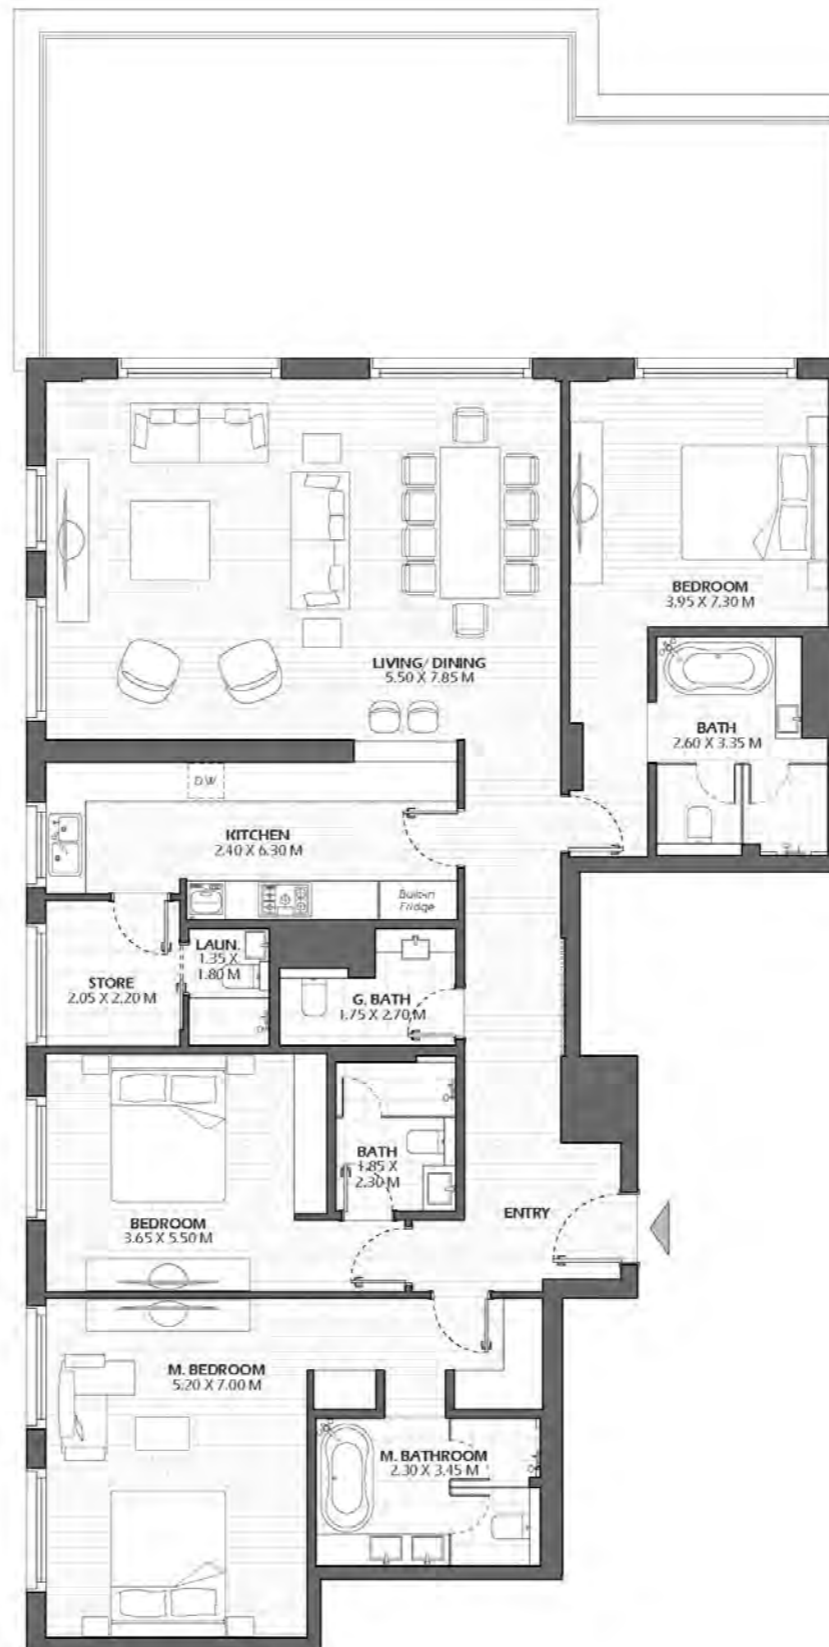 LIVING/ DINING
5.50 X 7.85 M
BEDROOM
3.95 X 7.30 M
BATH
2.60 X 3.35 M
DW
KITCHEN
2.40 X 6.30 M
Built-in
Fridge
LAUN.
1.35 X
1.80 M
STORE
2.05 X 2.20 M
G. BATH
1.75 X 2.70 M
BATH
1.85 X
2.30 M
BEDROOM
3.65 X 5.50 M
ENTRY
M. BEDROOM
5.20 X 7.00 M
M. BATHROOM
2.30 X 3.45 M